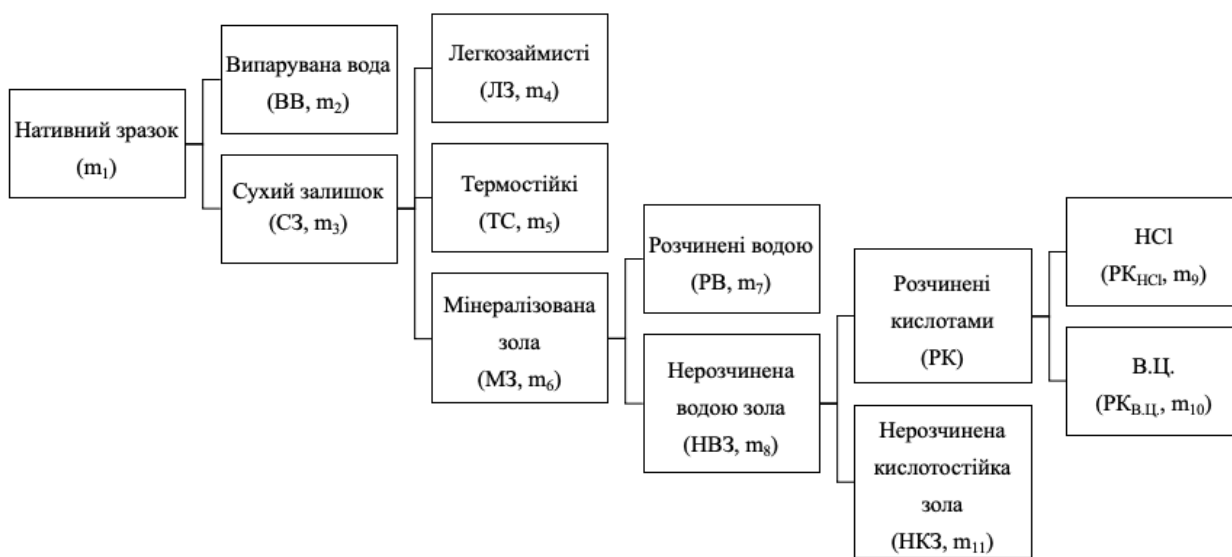 Нативний зразок
(m₁)
Випарувана вода
(ВВ, m₂)
Сухий залишок
(СЗ, m₃)
Легкозаймисті
(ЛЗ, m₄)
Термостійкі
(ТС, m₅)
Мінералізована
зола
(МЗ, m₆)
Розчинені водою
(РВ, m₇)
Нерозчинена
водою зола
(НВЗ, m₈)
Розчинені
кислотами
(РК)
Нерозчинена
кислотостійка
зола
(НКЗ, m₁₁)
HCl
(РК_HCl, m₉)
В.Ц.
(РК_В.Ц., m₁₀)